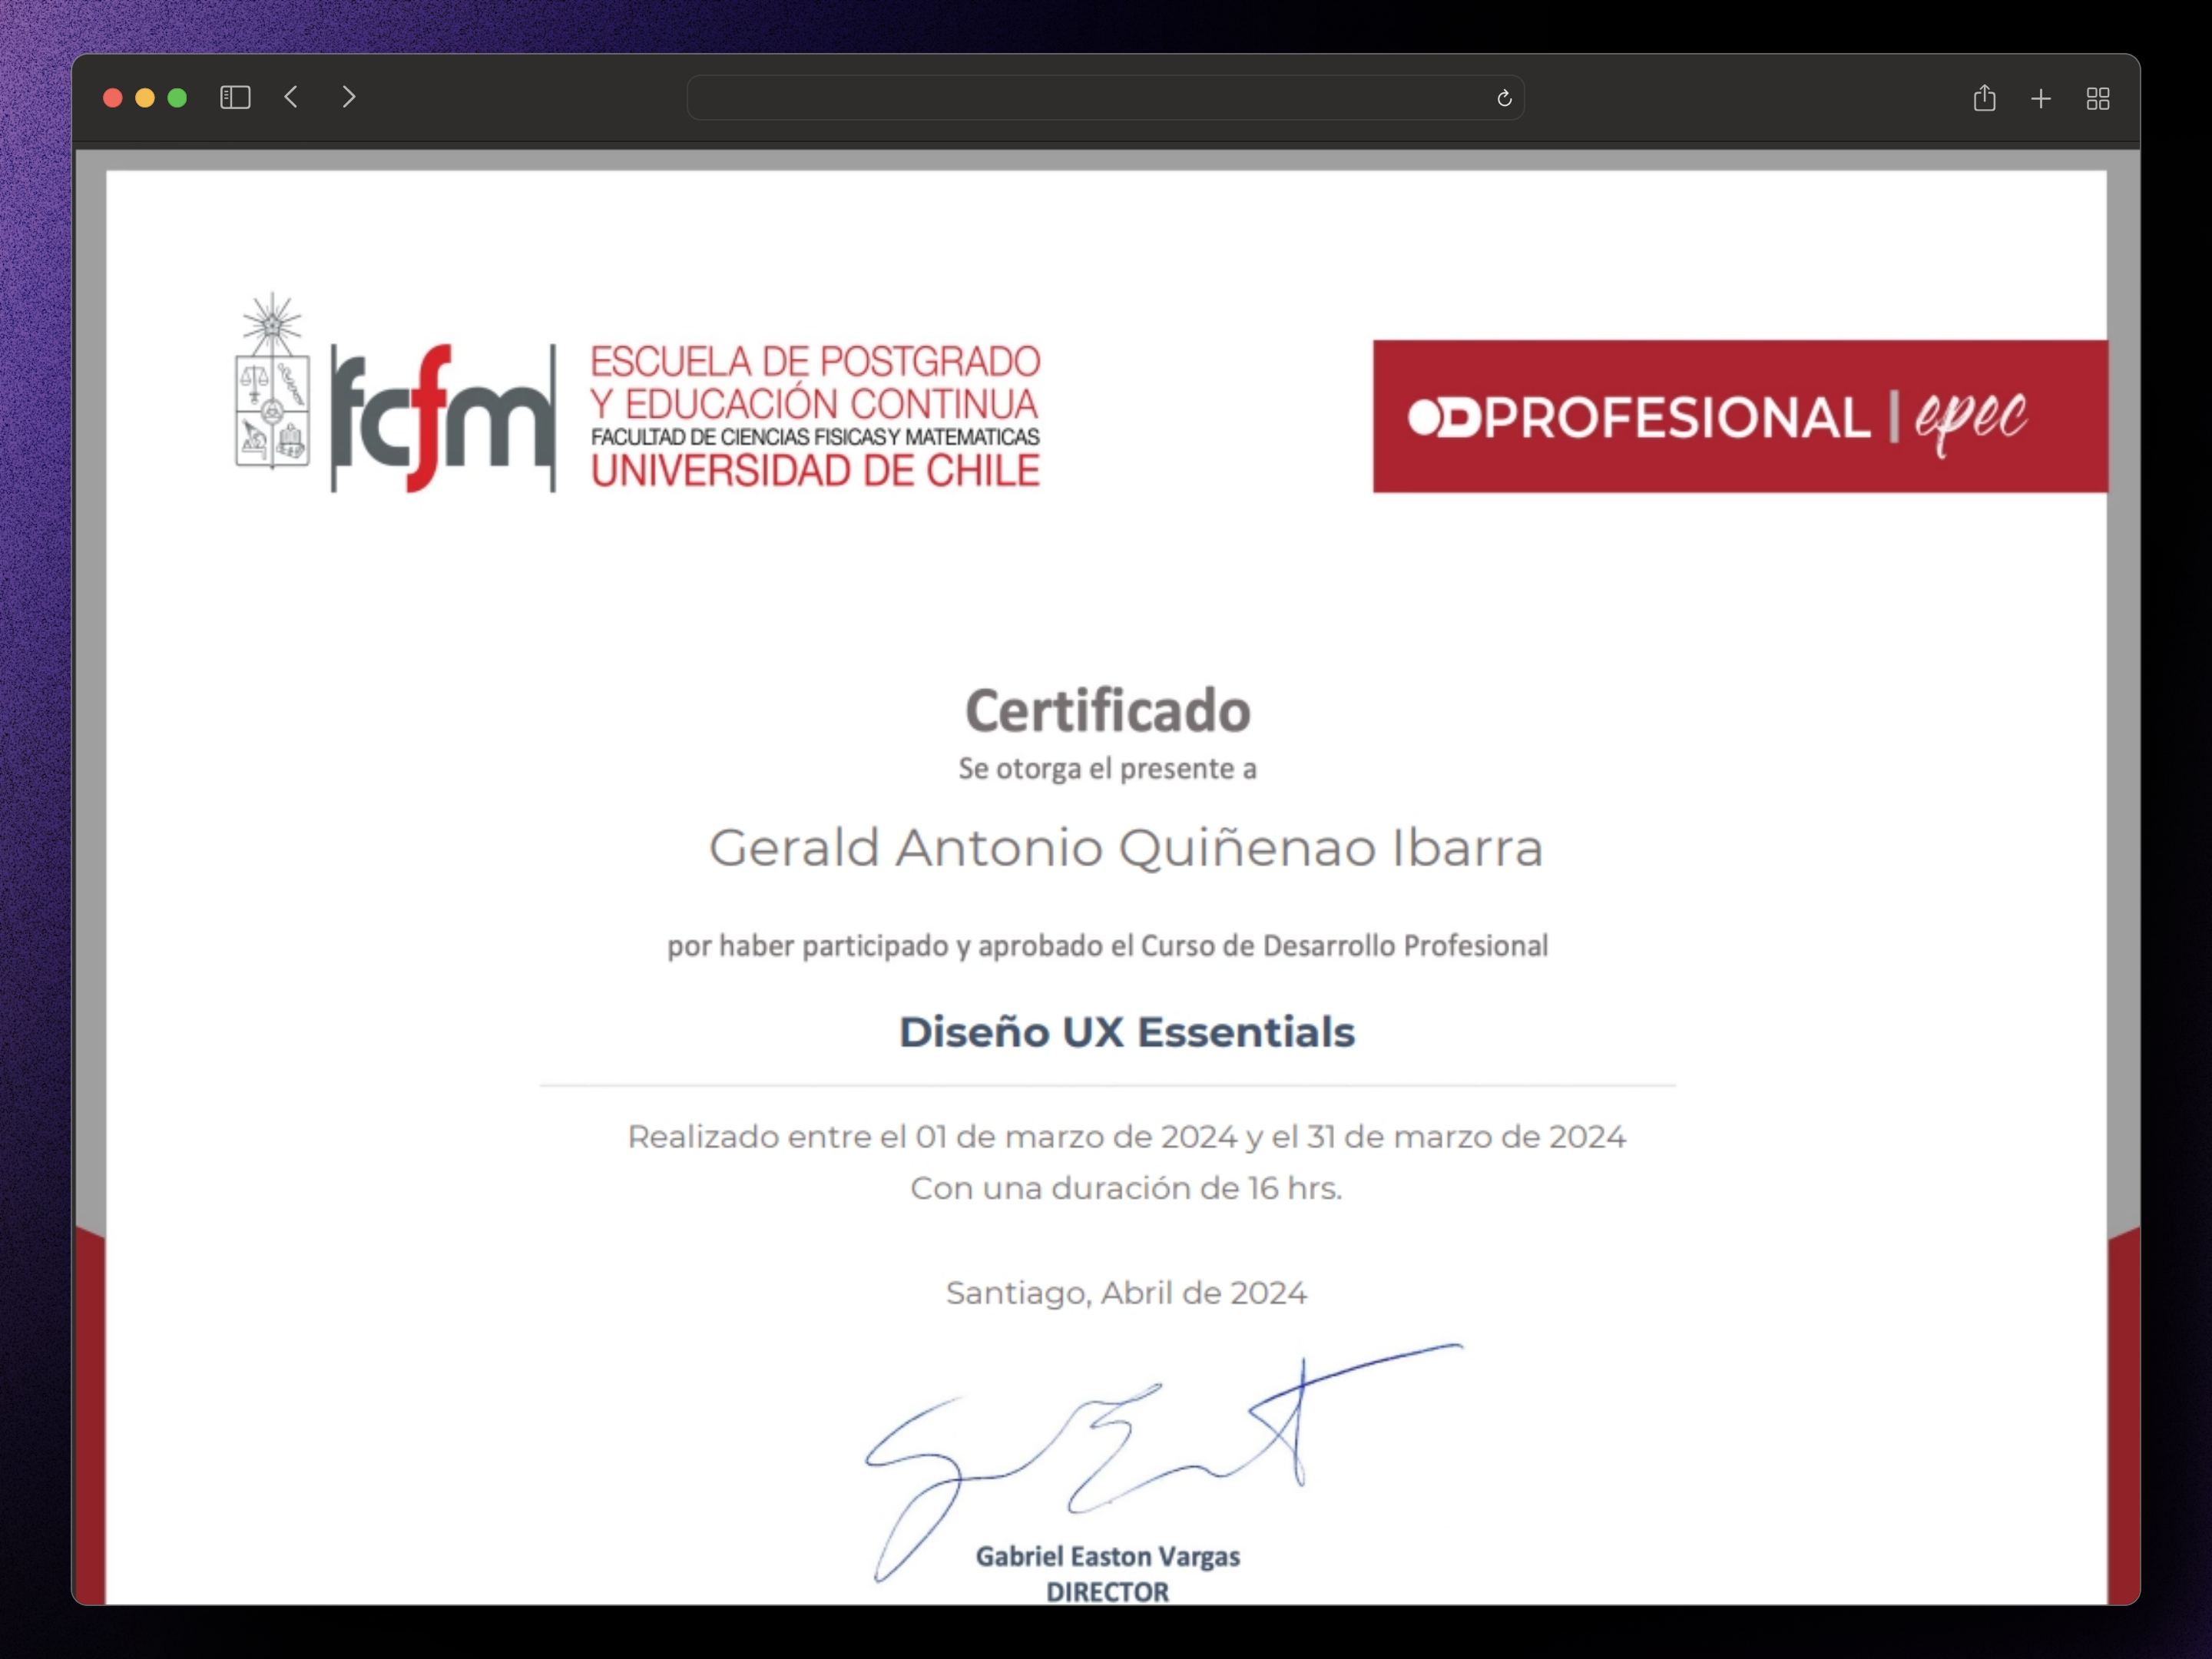 fcfm
ESCUELA DE POSTGRADO
Y EDUCACIÓN CONTINUA
FACULTAD DE CIENCIAS FISICAS Y MATEMATICAS
UNIVERSIDAD DE CHILE
ODPROFESIONAL | epec
Certificado
Se otorga el presente a
Gerald Antonio Quiñenao Ibarra
por haber participado y aprobado el Curso de Desarrollo Profesional
Diseño UX Essentials
Realizado entre el 01 de marzo de 2024 y el 31 de marzo de 2024
Con una duración de 16 hrs.
Santiago, Abril de 2024
Gabriel Easton Vargas
DIRECTOR